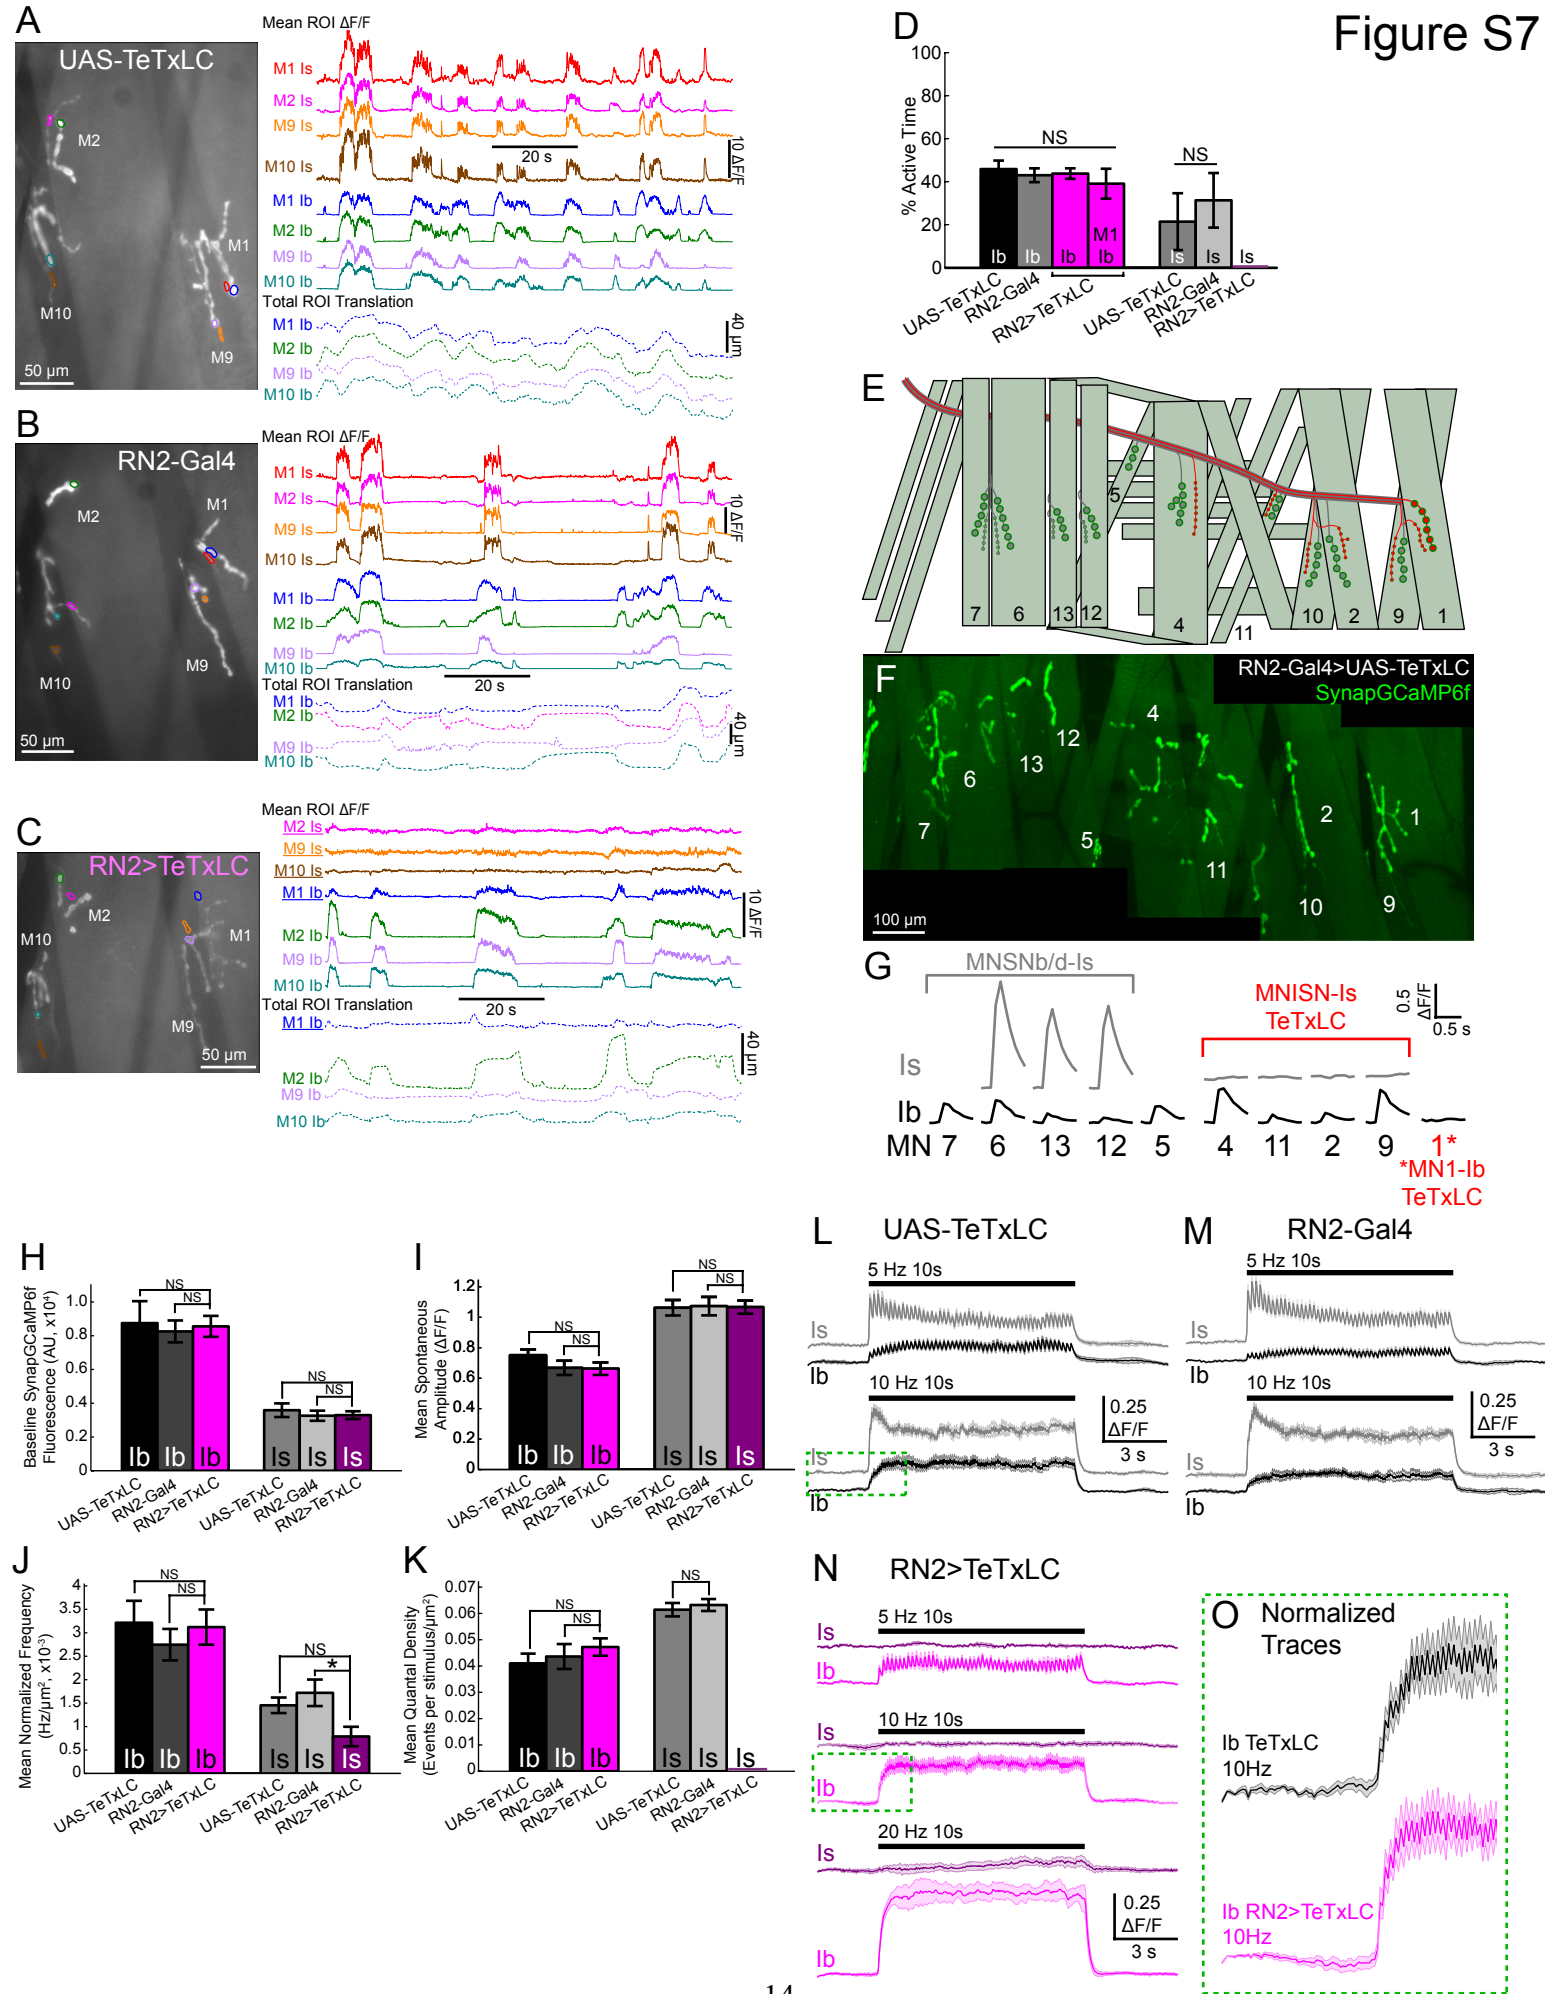 Figure S7
A
UAS-TeTxLC
M2
M1
M10
M9
50 µm
Mean ROI ΔF/F
M1 Is
M2 Is
M9 Is
M10 Is
20 s
10 ΔF/F
M1 Ib
M2 Ib
M9 Ib
M10 Ib
Total ROI Translation
M1 Ib
M2 Ib
M9 Ib
M10 Ib
40 µm
B
RN2-Gal4
M2
M1
M9
M10
50 µm
Mean ROI ΔF/F
M1 Is
M2 Is
M9 Is
M10 Is
10 ΔF/F
M1 Ib
M2 Ib
M9 Ib
M10 Ib
20 s
Total ROI Translation
M1 Ib
M2 Ib
M9 Ib
M10 Ib
40 µm
C
RN2>TeTxLC
M2
M10
M1
M9
50 µm
Mean ROI ΔF/F
M2 Is
M9 Is
M10 Is
M1 Ib
M2 Ib
M9 Ib
M10 Ib
10 ΔF/F
20 s
Total ROI Translation
M1 Ib
M2 Ib
M9 Ib
M10 Ib
40 µm
D
% Active Time
100
80
60
40
20
0
NS
NS
Ib
Ib
Ib
M1
Ib
Is
Is
Is
UAS-TeTxLC
RN2-Gal4
RN2>TeTxLC
UAS-TeTxLC
RN2-Gal4
RN2>TeTxLC
E
5
7
6
13
12
4
11
10
2
9
1
F
RN2-Gal4>UAS-TeTxLC
SynapGCaMP6f
4
12
13
6
7
5
11
2
1
10
9
100 µm
G
MNSNb/d-Is
MNISN-Is
TeTxLC
0.5
ΔF/F
0.5 s
Is
Ib
MN 7 6 13 12 5 4 11 2 9 1*
*MN1-Ib
TeTxLC
H
Baseline SynapGCaMP6f
Fluorescence (AU, x10⁴)
1.0
0.8
0.6
0.4
0.2
0
NS
NS
NS
NS
Ib
Ib
Ib
Is
Is
Is
UAS-TeTxLC
RN2-Gal4
RN2>TeTxLC
UAS-TeTxLC
RN2-Gal4
RN2>TeTxLC
I
Mean Spontaneous
Amplitude (ΔF/F)
1.2
1
0.8
0.6
0.4
0.2
0
NS
NS
NS
NS
Ib
Ib
Ib
Is
Is
Is
UAS-TeTxLC
RN2-Gal4
RN2>TeTxLC
UAS-TeTxLC
RN2-Gal4
RN2>TeTxLC
J
Mean Normalized Frequency
(Hz/µm², x10⁻³)
4
3.5
3
2.5
2
1.5
1
0.5
0
NS
NS
NS
*
Ib
Ib
Ib
Is
Is
Is
UAS-TeTxLC
RN2-Gal4
RN2>TeTxLC
UAS-TeTxLC
RN2-Gal4
RN2>TeTxLC
K
Mean Quantal Density
(Events per stimulus/µm²)
0.07
0.06
0.05
0.04
0.03
0.02
0.01
0
NS
NS
NS
Ib
Ib
Ib
Is
Is
Is
UAS-TeTxLC
RN2-Gal4
RN2>TeTxLC
UAS-TeTxLC
RN2-Gal4
RN2>TeTxLC
L
UAS-TeTxLC
5 Hz 10s
Is
Ib
10 Hz 10s
Is
Ib
0.25
ΔF/F
3 s
M
RN2-Gal4
5 Hz 10s
Is
Ib
10 Hz 10s
Is
Ib
0.25
ΔF/F
3 s
N
RN2>TeTxLC
5 Hz 10s
Is
Ib
10 Hz 10s
Is
Ib
20 Hz 10s
Is
Ib
0.25
ΔF/F
3 s
O
Normalized
Traces
Ib TeTxLC
10Hz
Ib RN2>TeTxLC
10Hz
14